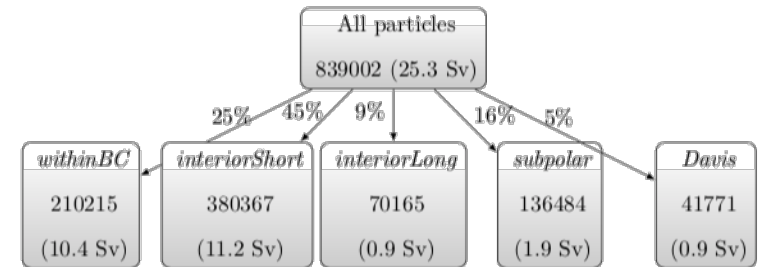 All particles
839002 (25.3 Sv)
25%
45%
9%
16%
5%
withinBC
210215
(10.4 Sv)
interiorShort
380367
(11.2 Sv)
interiorLong
70165
(0.9 Sv)
subpolar
136484
(1.9 Sv)
Davis
41771
(0.9 Sv)